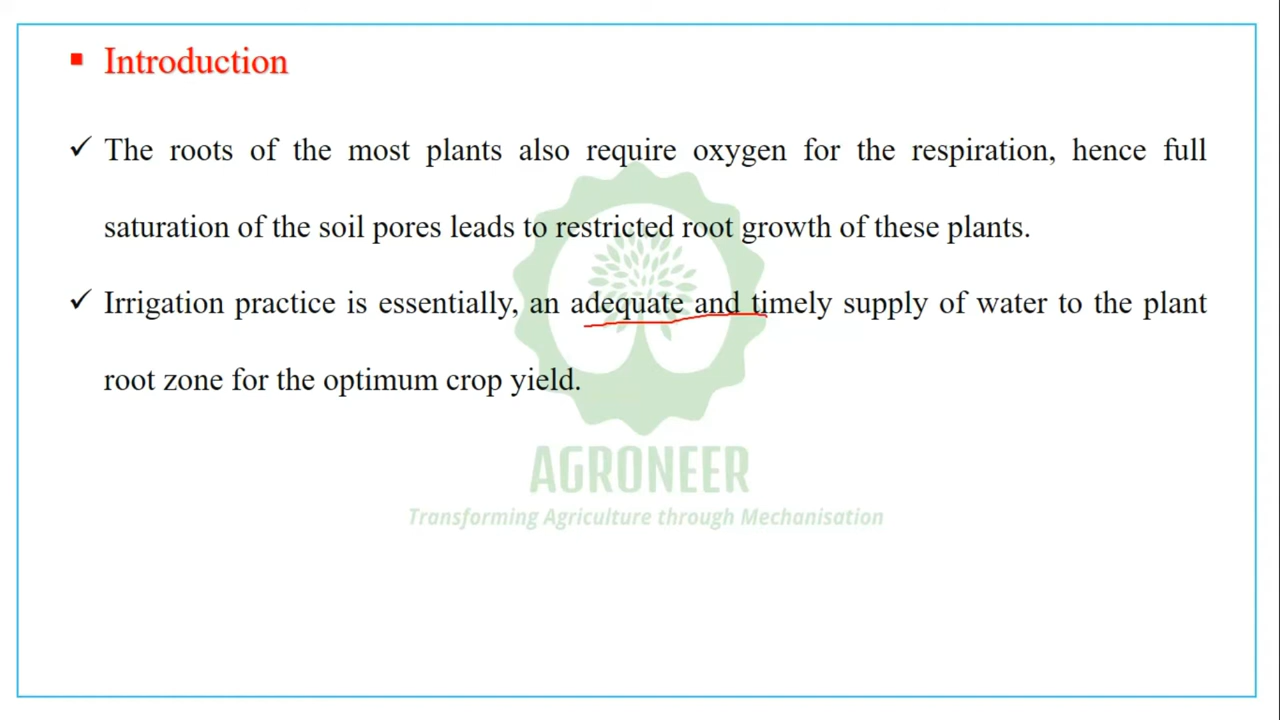 Introduction
The roots of the most plants also require oxygen for the respiration, hence full
saturation of the soil pores leads to restricted root growth of these plants.
Irrigation practice is essentially, an adequate and timely supply of water to the plant
root zone for the optimum crop yield.
AGRONEER
Transforming Agriculture through Mechanisation